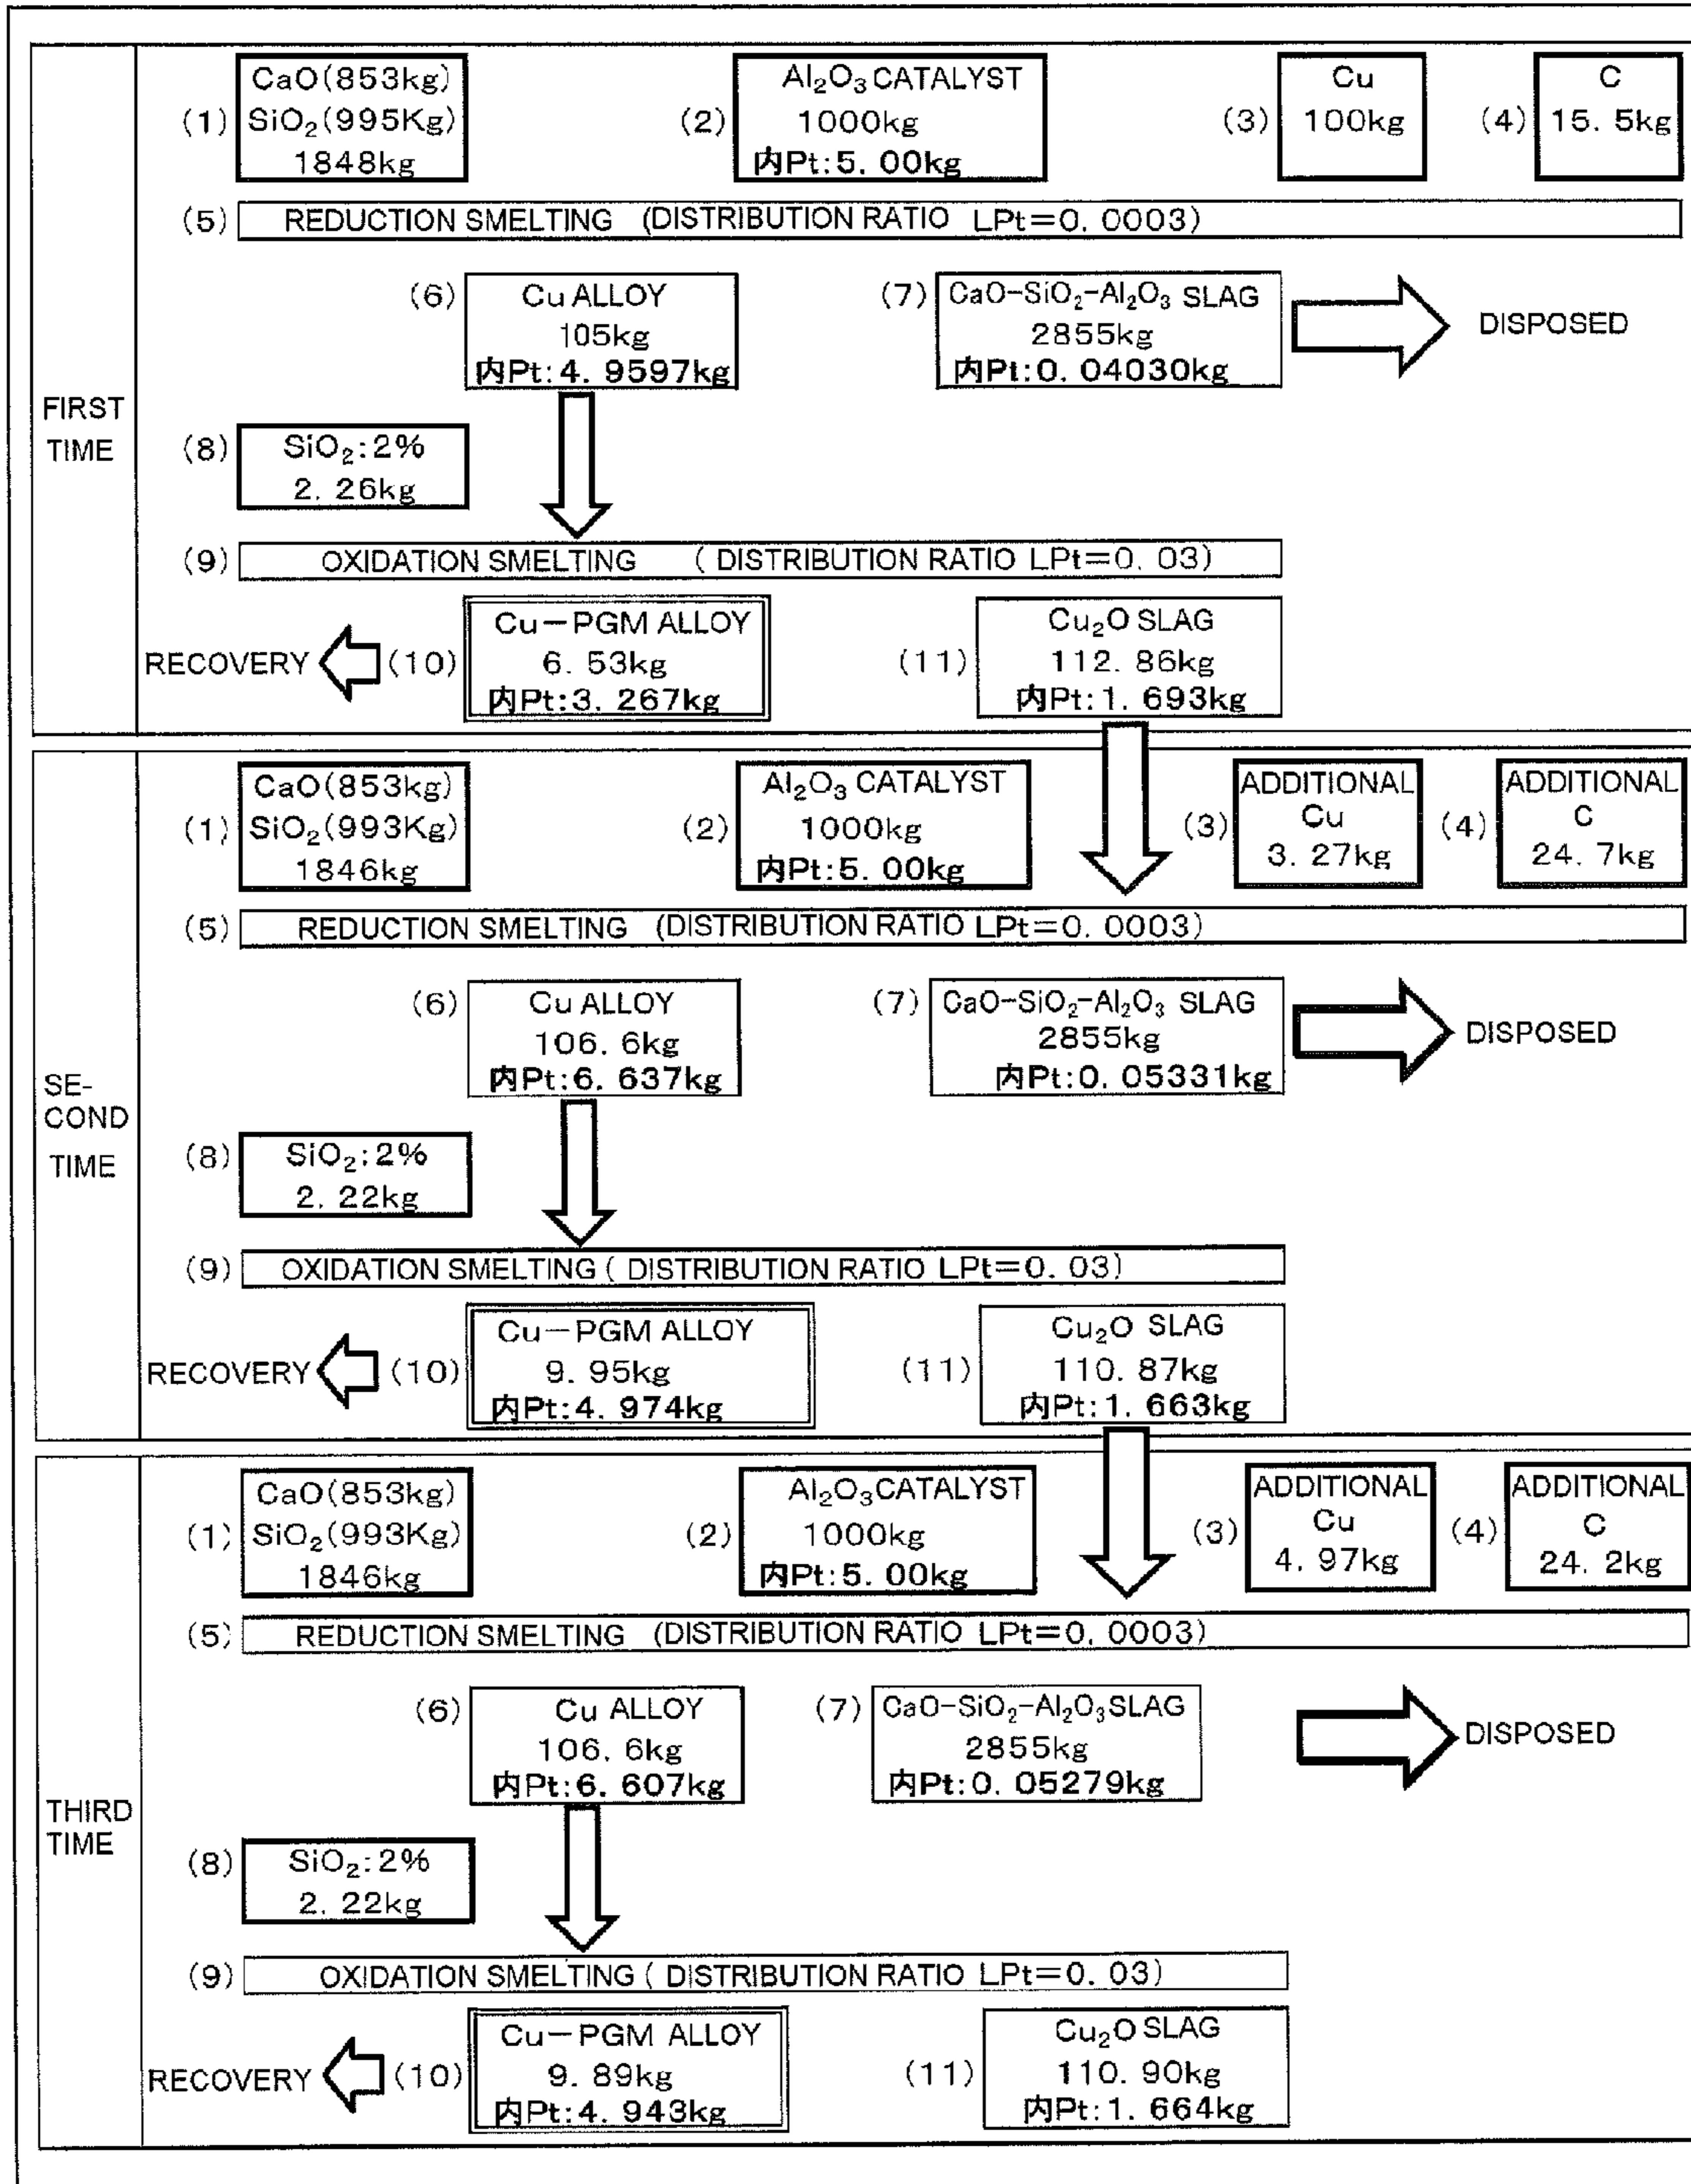 FIRST
TIME
(1)
CaO(853kg)
SiO₂(995Kg)
1848kg
(2)
Al₂O₃ CATALYST
1000kg
内Pt:5. 00kg
(3)
Cu
100kg
(4)
C
15. 5kg
(5) REDUCTION SMELTING (DISTRIBUTION RATIO LPt=0. 0003)
(6)
Cu ALLOY
105kg
内Pt:4. 9597kg
(7)
CaO-SiO₂-Al₂O₃ SLAG
2855kg
内Pt:0. 04030kg
DISPOSED
(8)
SiO₂:2%
2. 26kg
(9) OXIDATION SMELTING ( DISTRIBUTION RATIO LPt=0. 03)
RECOVERY
(10)
Cu-PGM ALLOY
6. 53kg
内Pt:3. 267kg
(11)
Cu₂O SLAG
112. 86kg
内Pt:1. 693kg
SE-
COND
TIME
(1)
CaO(853kg)
SiO₂(993Kg)
1846kg
(2)
Al₂O₃ CATALYST
1000kg
内Pt:5. 00kg
(3)
ADDITIONAL
Cu
3. 27kg
(4)
ADDITIONAL
C
24. 7kg
(5) REDUCTION SMELTING (DISTRIBUTION RATIO LPt=0. 0003)
(6)
Cu ALLOY
106. 6kg
内Pt:6. 637kg
(7)
CaO-SiO₂-Al₂O₃ SLAG
2855kg
内Pt:0. 05331kg
DISPOSED
(8)
SiO₂:2%
2. 22kg
(9) OXIDATION SMELTING ( DISTRIBUTION RATIO LPt=0. 03)
RECOVERY
(10)
Cu-PGM ALLOY
9. 95kg
内Pt:4. 974kg
(11)
Cu₂O SLAG
110. 87kg
内Pt:1. 663kg
THIRD
TIME
(1)
CaO(853kg)
SiO₂(993Kg)
1846kg
(2)
Al₂O₃CATALYST
1000kg
内Pt:5. 00kg
(3)
ADDITIONAL
Cu
4. 97kg
(4)
ADDITIONAL
C
24. 2kg
(5) REDUCTION SMELTING (DISTRIBUTION RATIO LPt=0. 0003)
(6)
Cu ALLOY
106. 6kg
内Pt:6. 607kg
(7)
CaO-SiO₂-Al₂O₃SLAG
2855kg
内Pt:0. 05279kg
DISPOSED
(8)
SiO₂:2%
2. 22kg
(9) OXIDATION SMELTING ( DISTRIBUTION RATIO LPt=0. 03)
RECOVERY
(10)
Cu-PGM ALLOY
9. 89kg
内Pt:4. 943kg
(11)
Cu₂O SLAG
110. 90kg
内Pt:1. 664kg